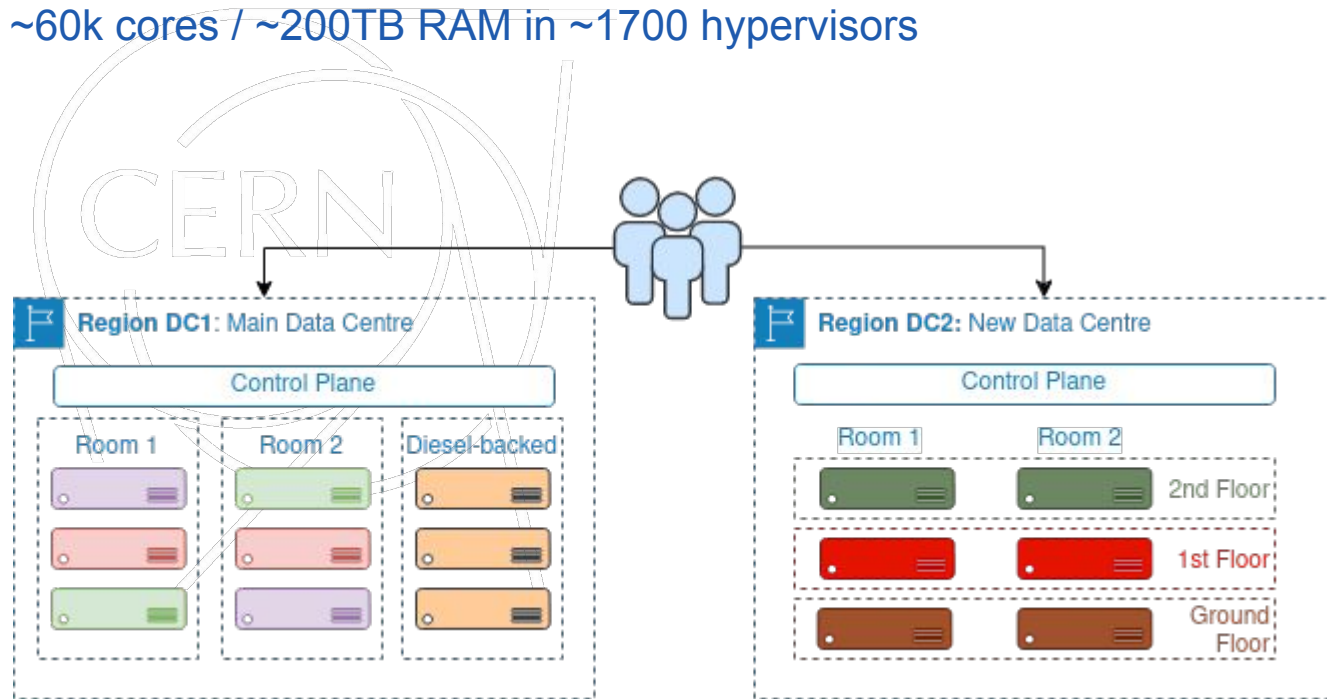 ~60k cores / ~200TB RAM in ~1700 hypervisors
CERN
Region DC1: Main Data Centre
Control Plane
Room 1
Room 2
Diesel-backed
Region DC2: New Data Centre
Control Plane
Room 1
Room 2
2nd Floor
1st Floor
Ground
Floor